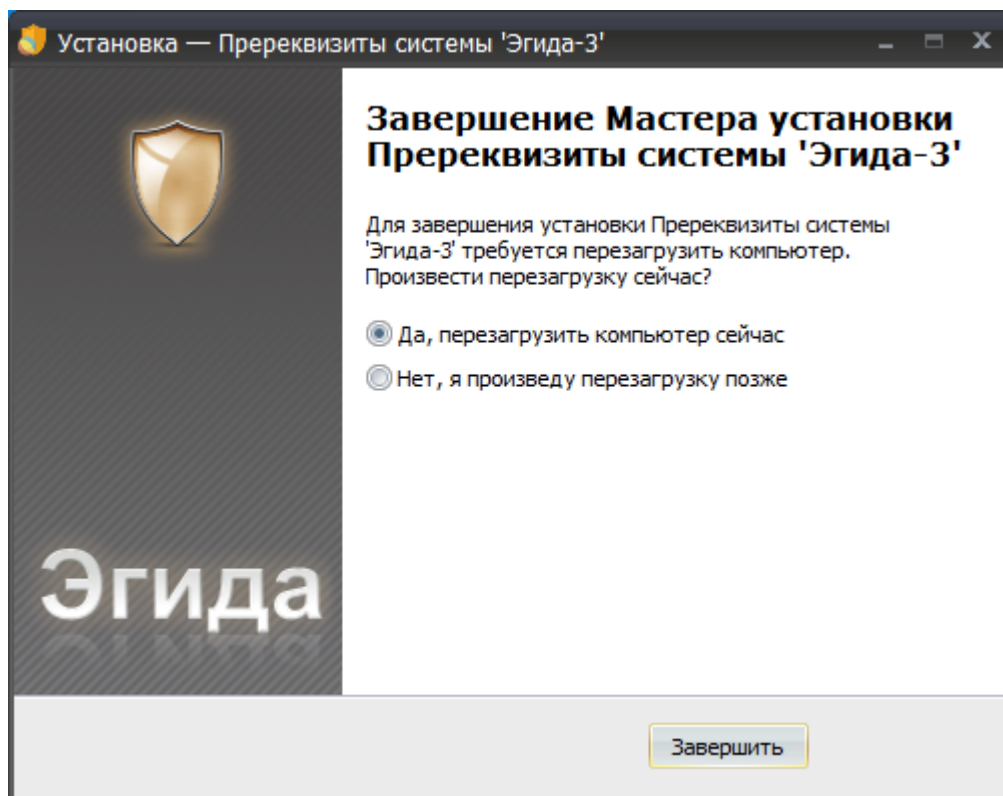 Установка — Пререквизиты системы 'Эгида-3'
Завершение Мастера установки
Пререквизиты системы 'Эгида-3'
Для завершения установки Пререквизиты системы
'Эгида-3' требуется перезагрузить компьютер.
Произвести перезагрузку сейчас?
Да, перезагрузить компьютер сейчас
Нет, я произведу перезагрузку позже
Эгида
Завершить